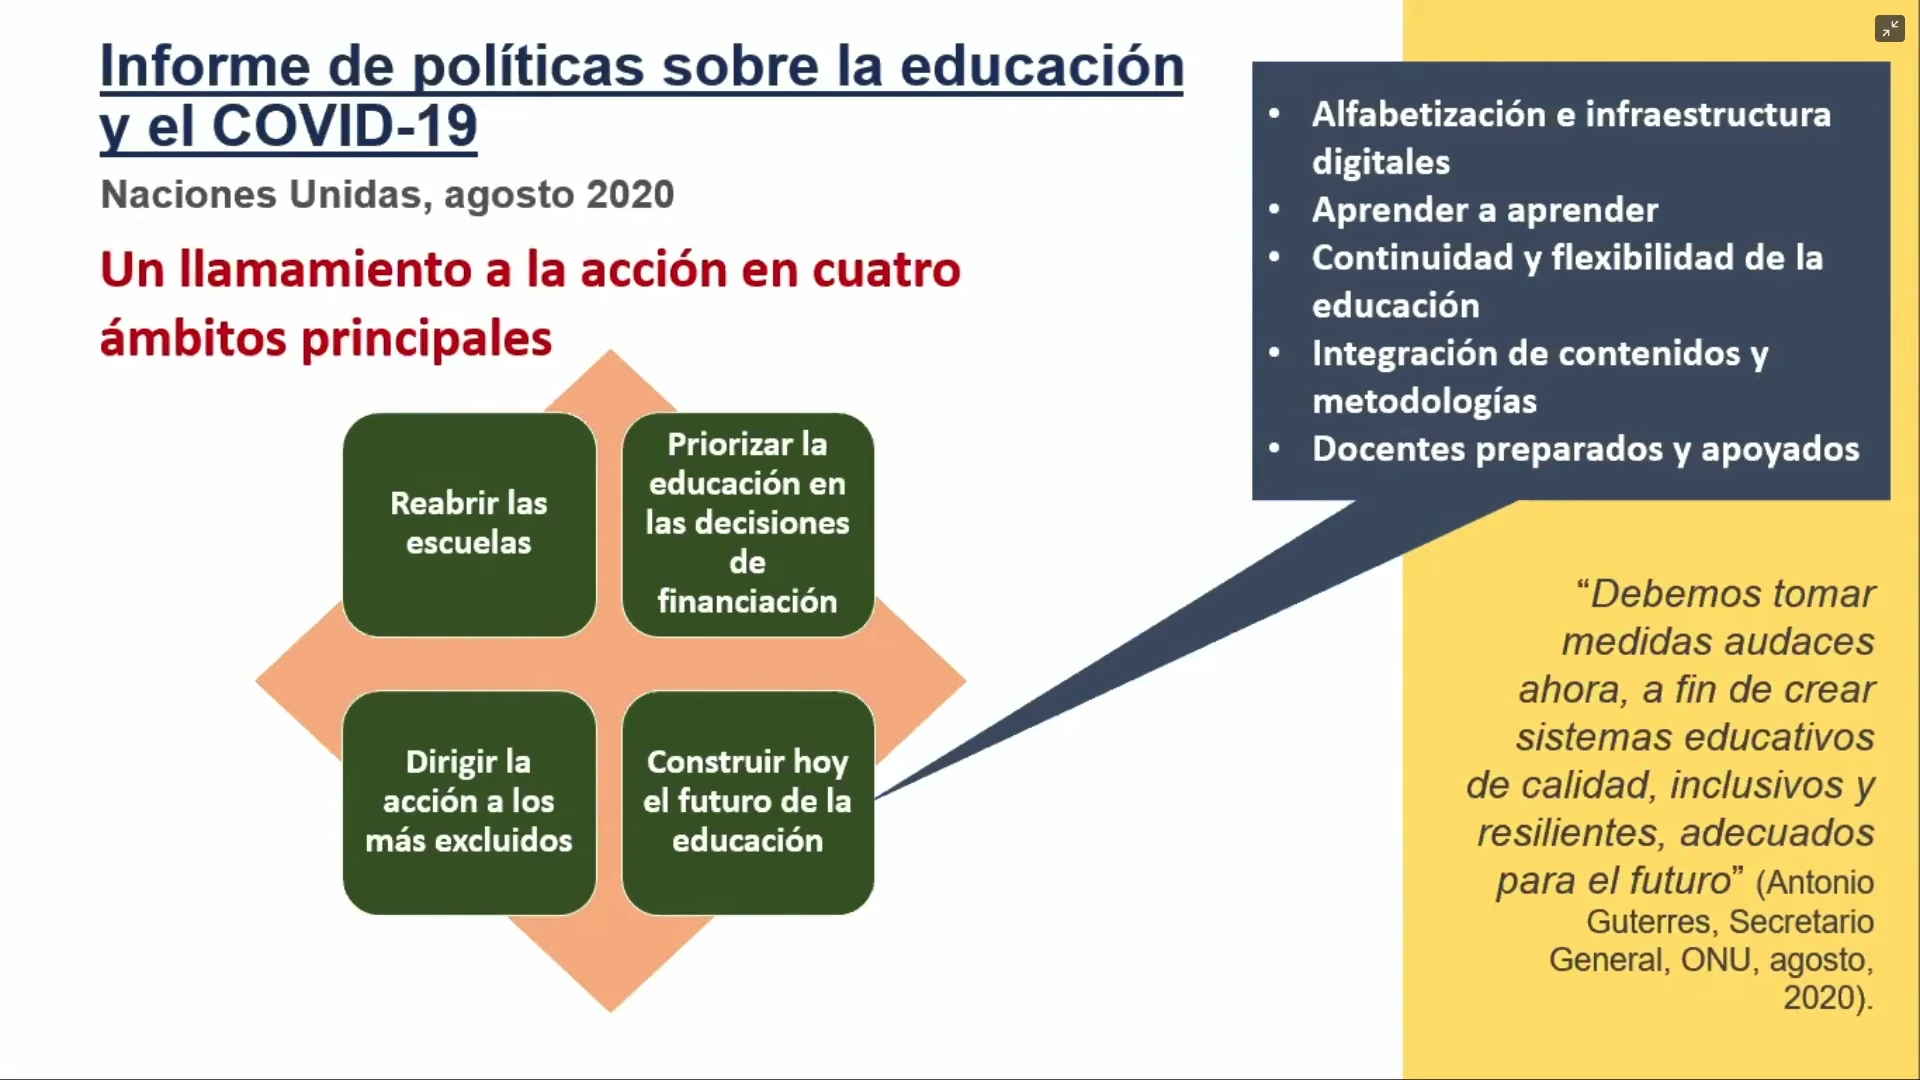 Informe de políticas sobre la educación
y el COVID-19
Naciones Unidas, agosto 2020
Un llamamiento a la acción en cuatro
ámbitos principales
Reabrir las
escuelas
Priorizar la
educación en
las decisiones
de
financiación
Dirigir la
acción a los
más excluidos
Construir hoy
el futuro de la
educación
• Alfabetización e infraestructura
digitales
• Aprender a aprender
• Continuidad y flexibilidad de la
educación
• Integración de contenidos y
metodologías
• Docentes preparados y apoyados
“Debemos tomar
medidas audaces
ahora, a fin de crear
sistemas educativos
de calidad, inclusivos y
resilientes, adecuados
para el futuro” (Antonio
Guterres, Secretario
General, ONU, agosto,
2020).